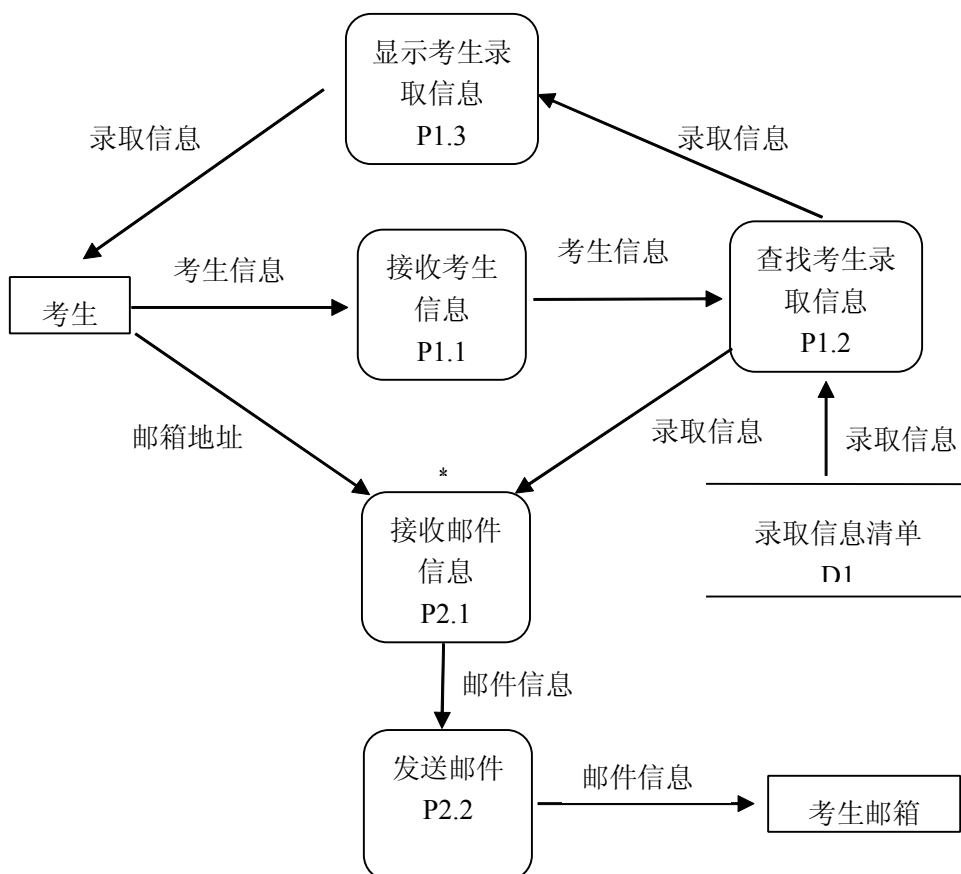 显示考生录
取信息
P1.3
录取信息
录取信息
考生信息
接收考生
信息
P1.1
考生信息
查找考生录
取信息
P1.2
考生
邮箱地址
录取信息
录取信息
*
接收邮件
信息
P2.1
录取信息清单
D1
邮件信息
发送邮件
P2.2
邮件信息
考生邮箱